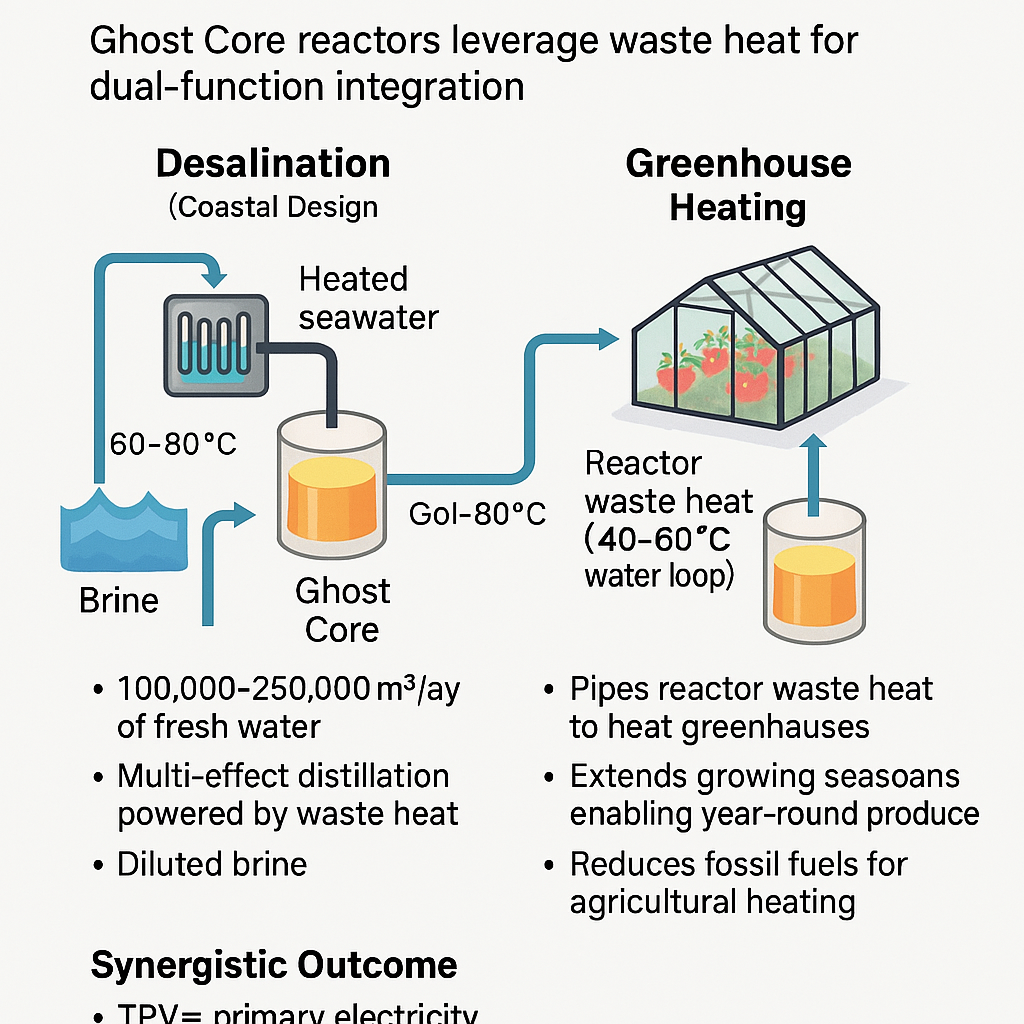 Ghost Core reactors leverage waste heat for
dual-function integration
Desalination
(Coastal Design
Heated
seawater
60-80°C
Brine
Ghost
Core
Gol-80°C
• 100,000-250,000 m³/ay
of fresh water
• Multi-effect distillation
powered by waste heat
• Diluted brine
Greenhouse
Heating
Reactor
waste heat
(40-60°C
water loop)
• Pipes reactor waste heat
to heat greenhauses
• Extends growing seasoans
enabling year-round produce
• Reduces fossil fuels for
agricultural heating
Synergistic Outcome
• TPV= primary electricity